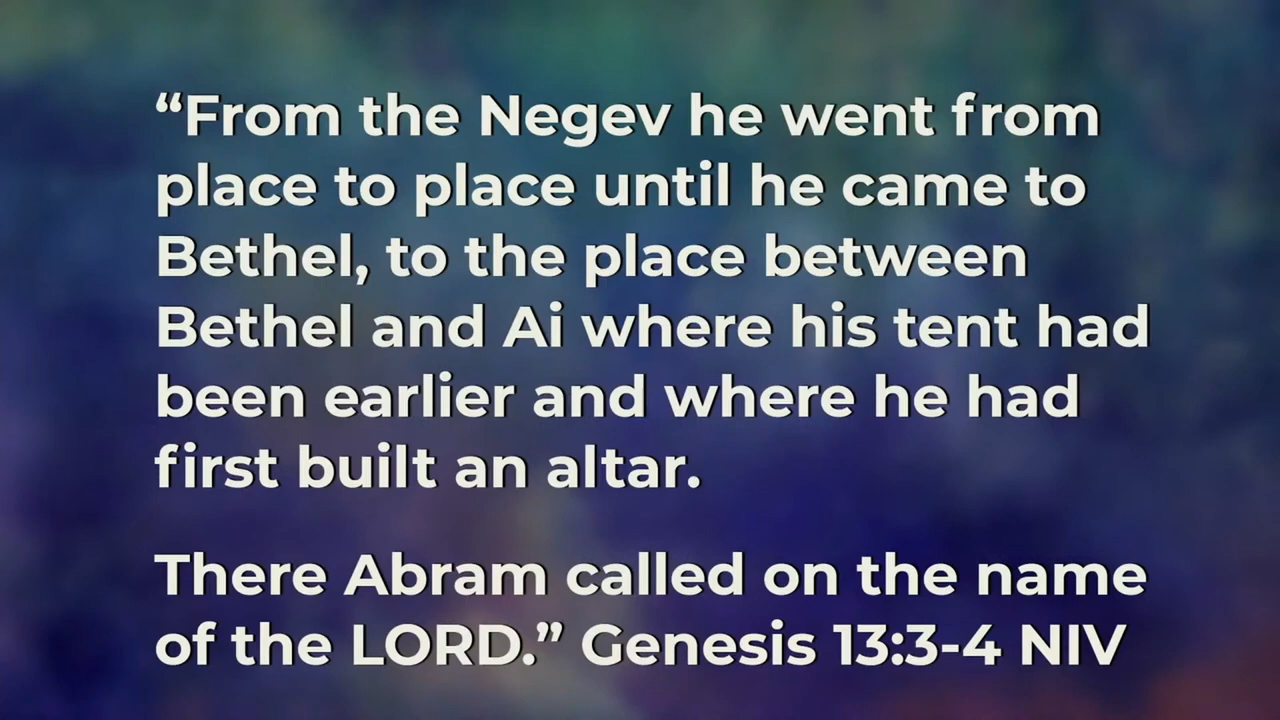 “From the Negev he went from
place to place until he came to
Bethel, to the place between
Bethel and Ai where his tent had
been earlier and where he had
first built an altar.
There Abram called on the name
of the LORD.” Genesis 13:3-4 NIV